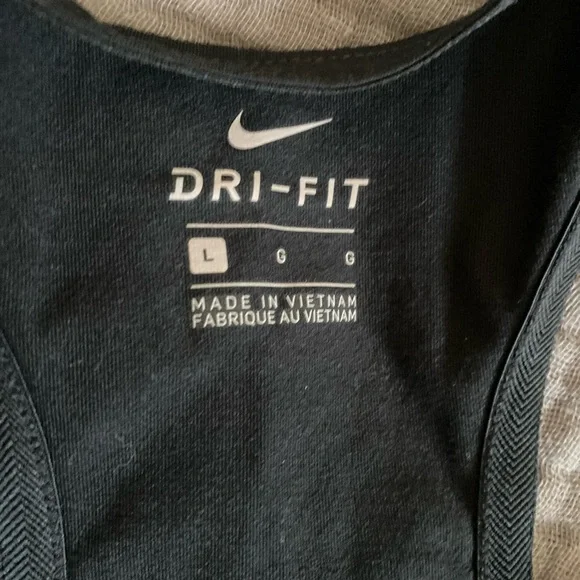 DRI-FIT
L G G
MADE IN VIETNAM
FABRIQUE AU VIETNAM